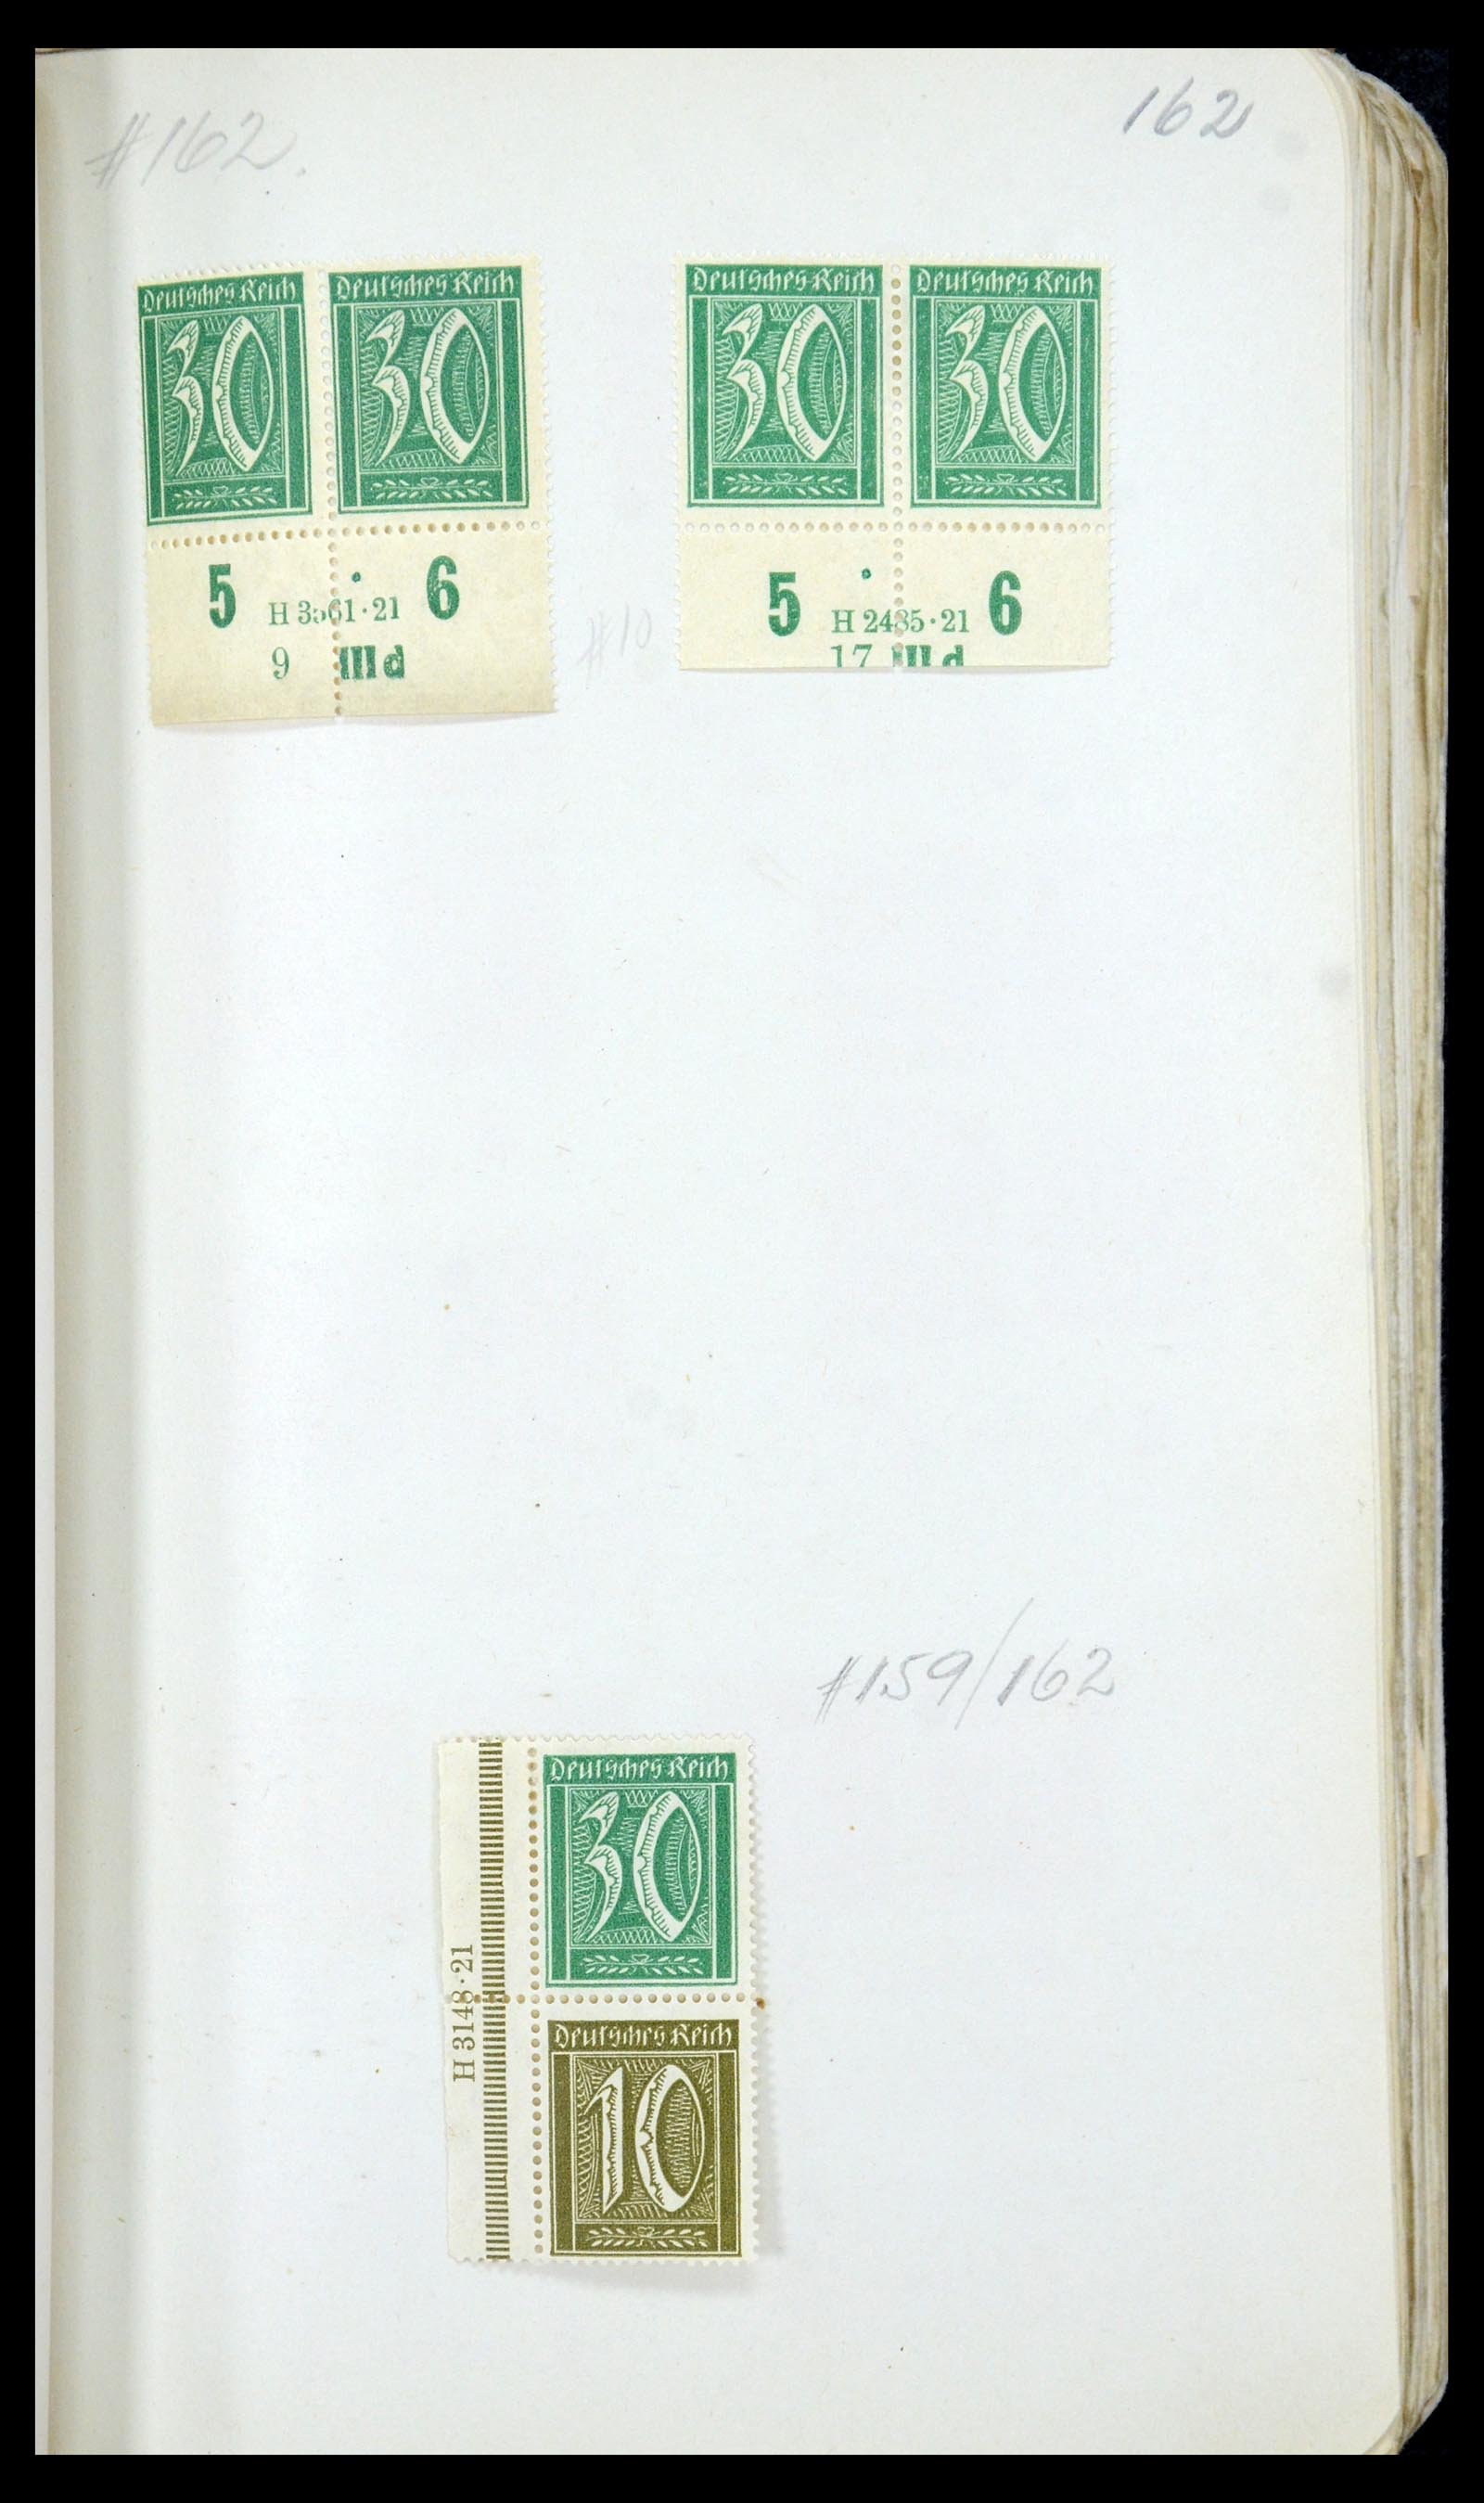 #162.
162
Deutsches Reich
30
Deutsches Reich
30
5 H 3561·21 6
9 IIId
#10
Deutsches Reich
30
Deutsches Reich
30
5 H 2485·21 6
17 IIId
#159/162
Deutsches Reich
30
H 3148·21
Deutsches Reich
10